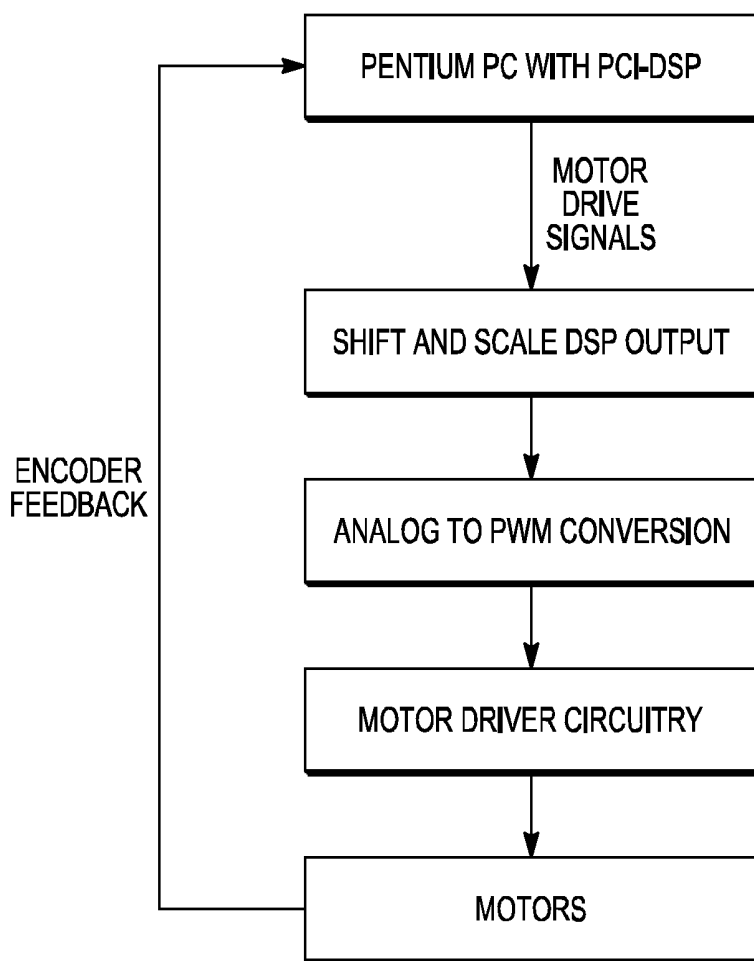 PENTIUM PC WITH PCI-DSP
MOTOR
DRIVE
SIGNALS
SHIFT AND SCALE DSP OUTPUT
ENCODER
FEEDBACK
ANALOG TO PWM CONVERSION
MOTOR DRIVER CIRCUITRY
MOTORS